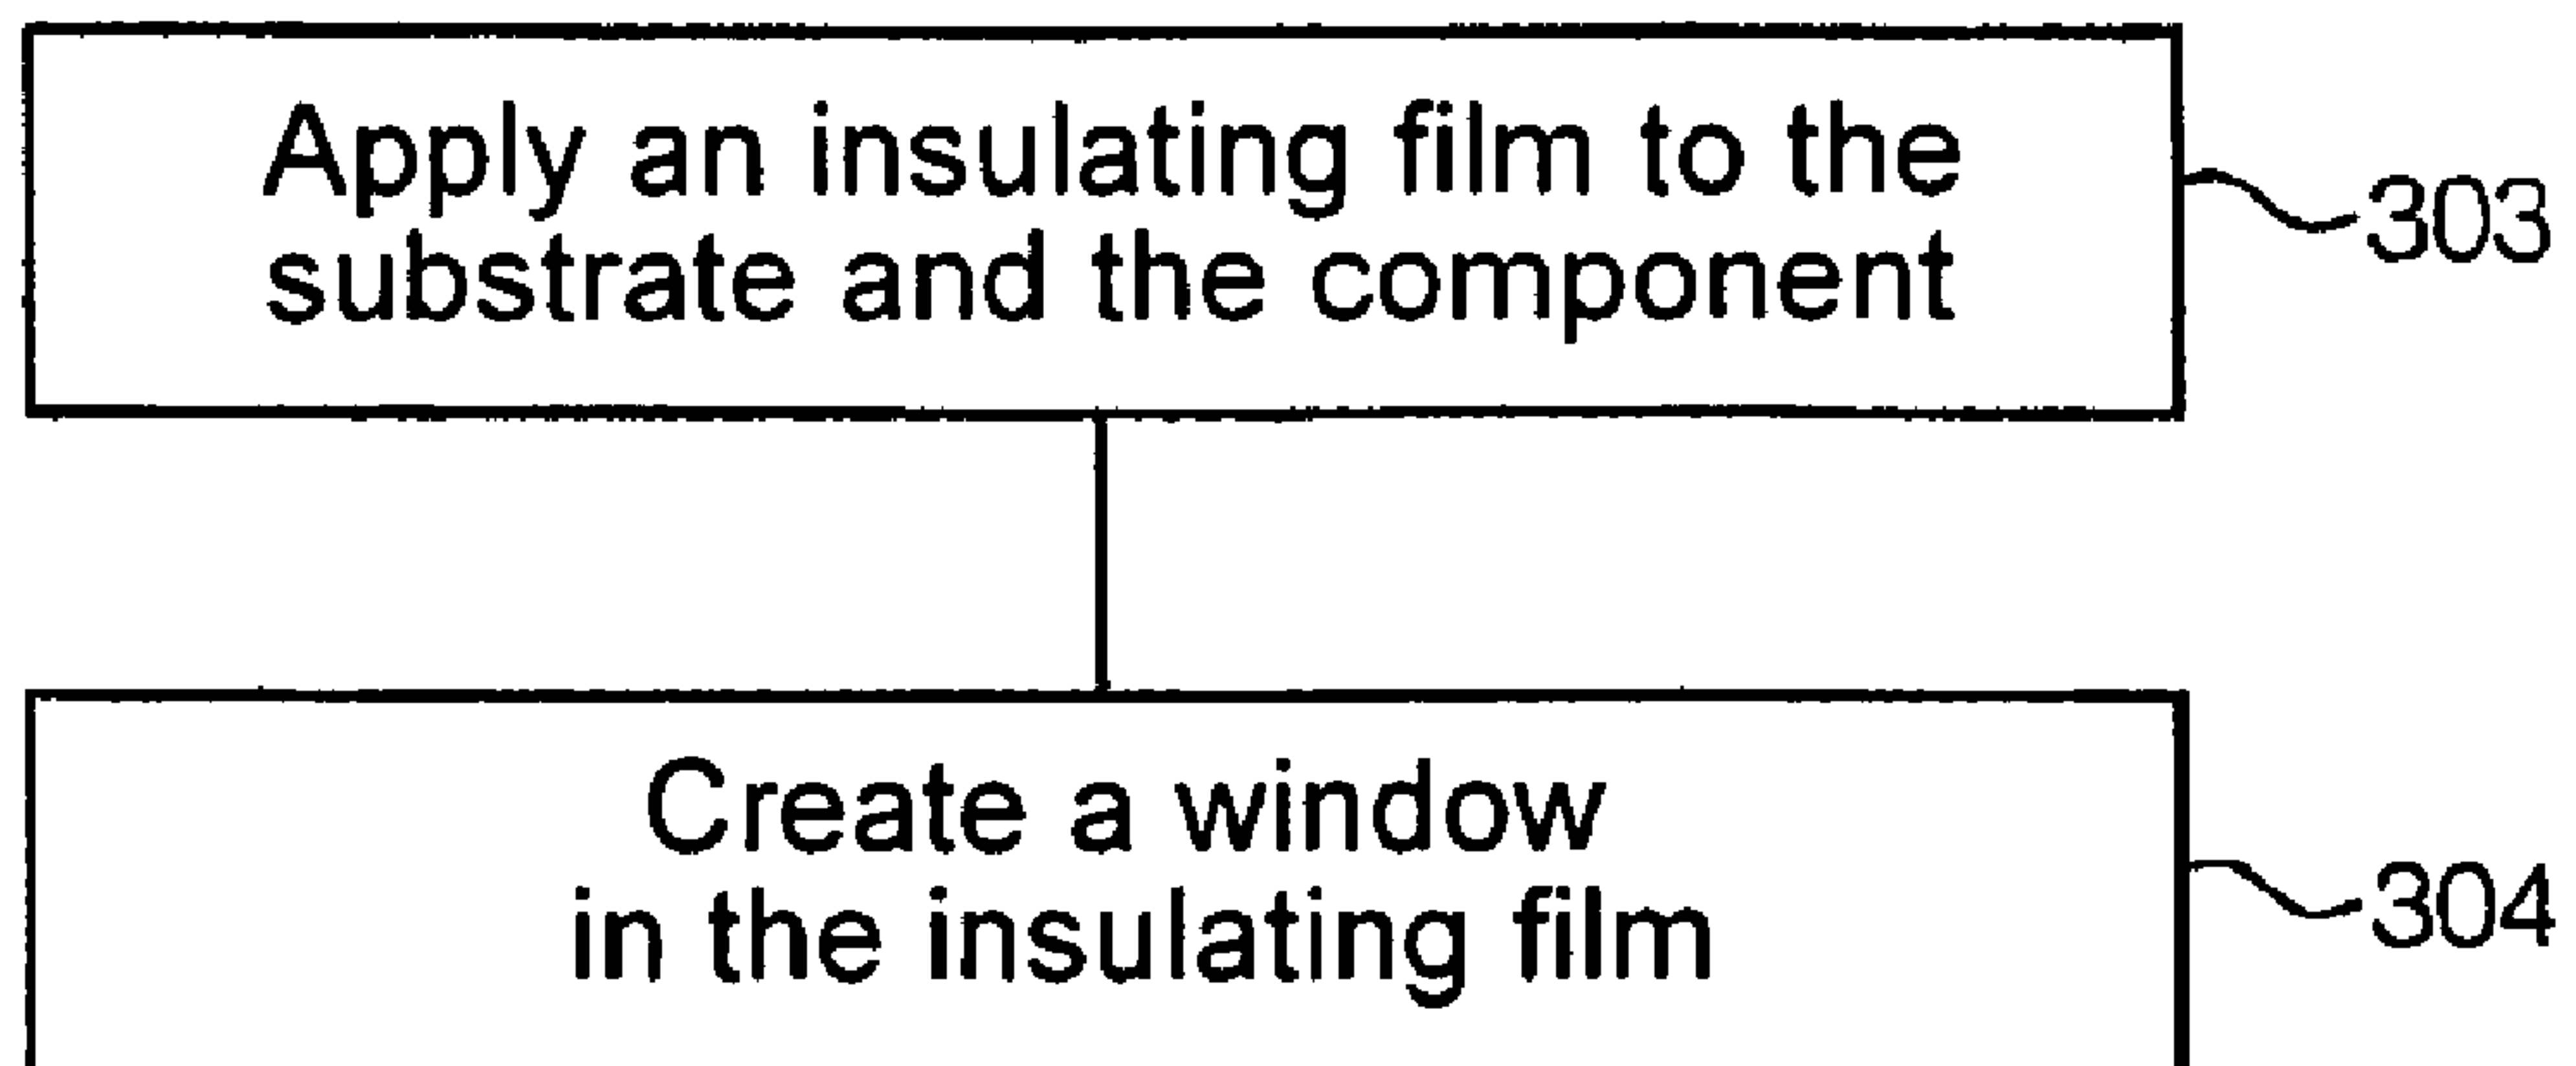 Apply an insulating film to the
substrate and the component
303
Create a window
in the insulating film
304